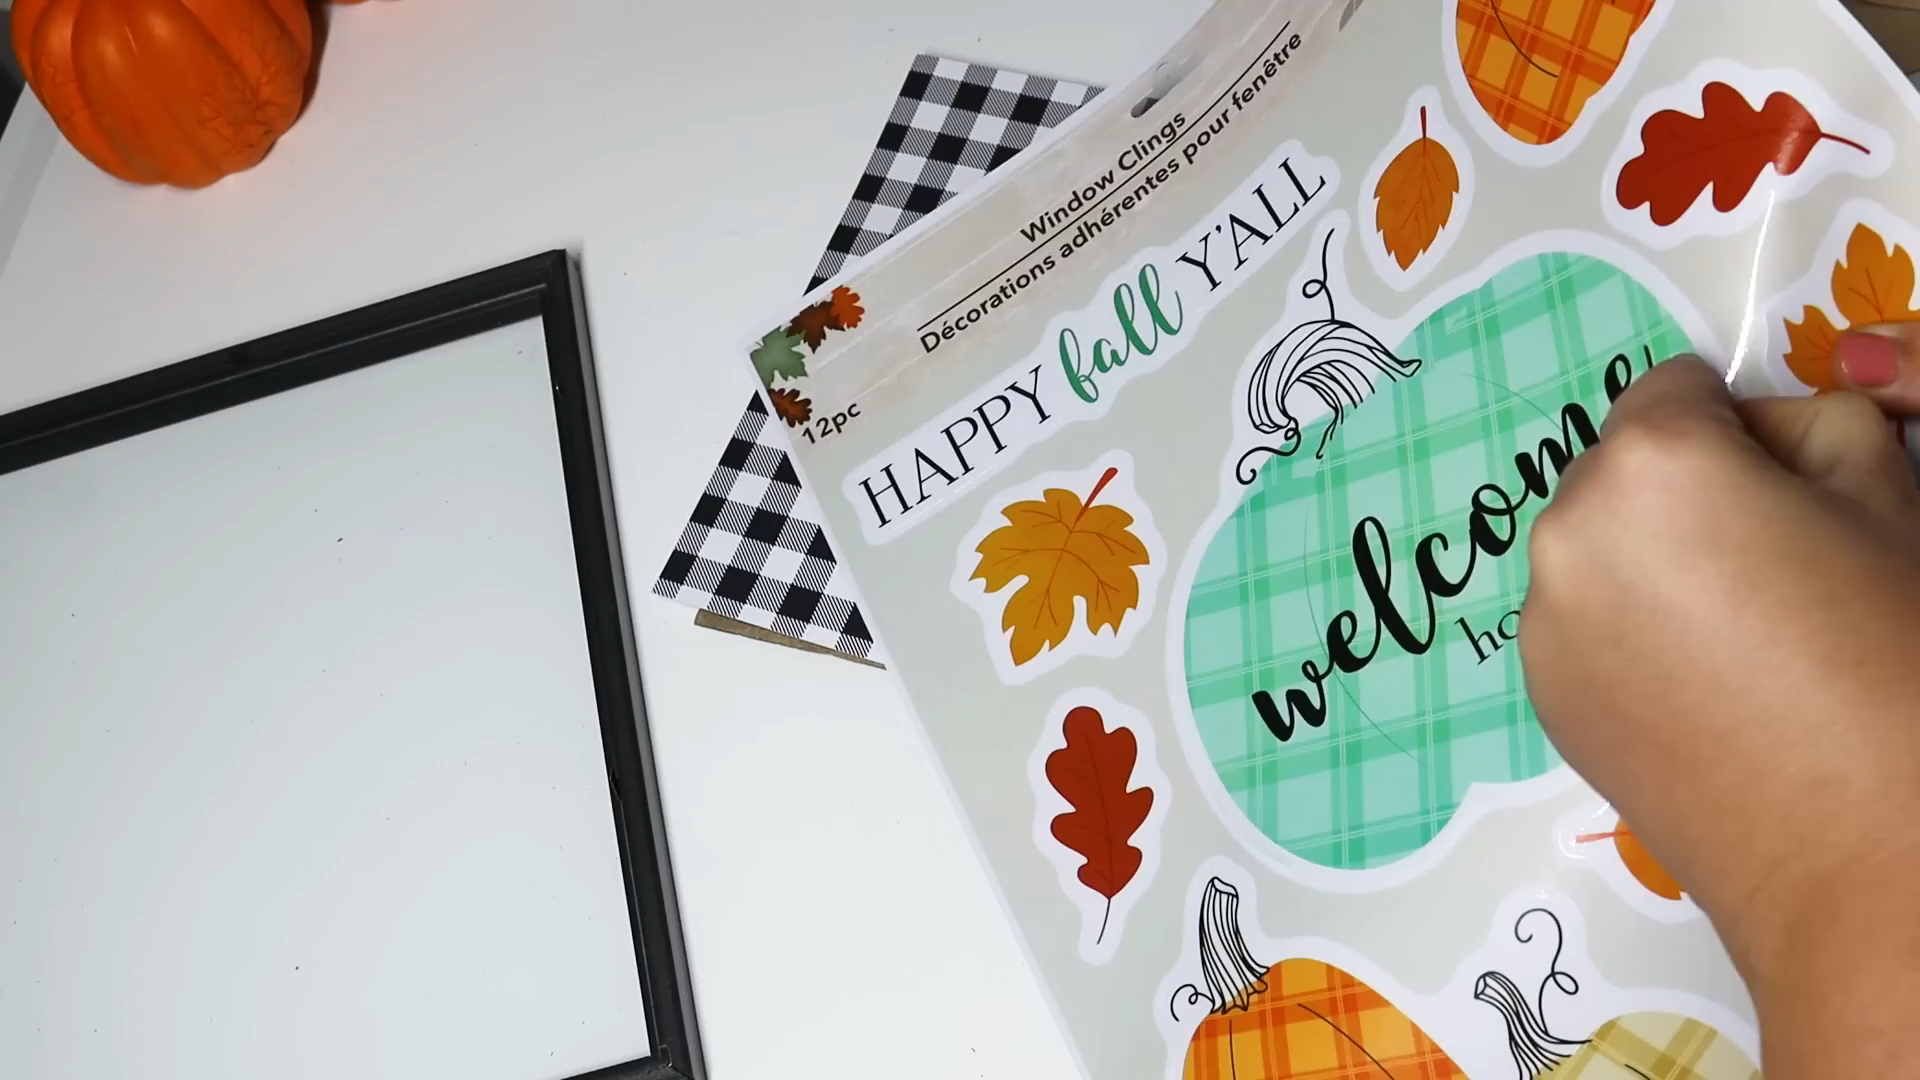 Window Clings
Décorations adhérentes pour fenêtre
12pc
HAPPY fall Y'ALL
welcome